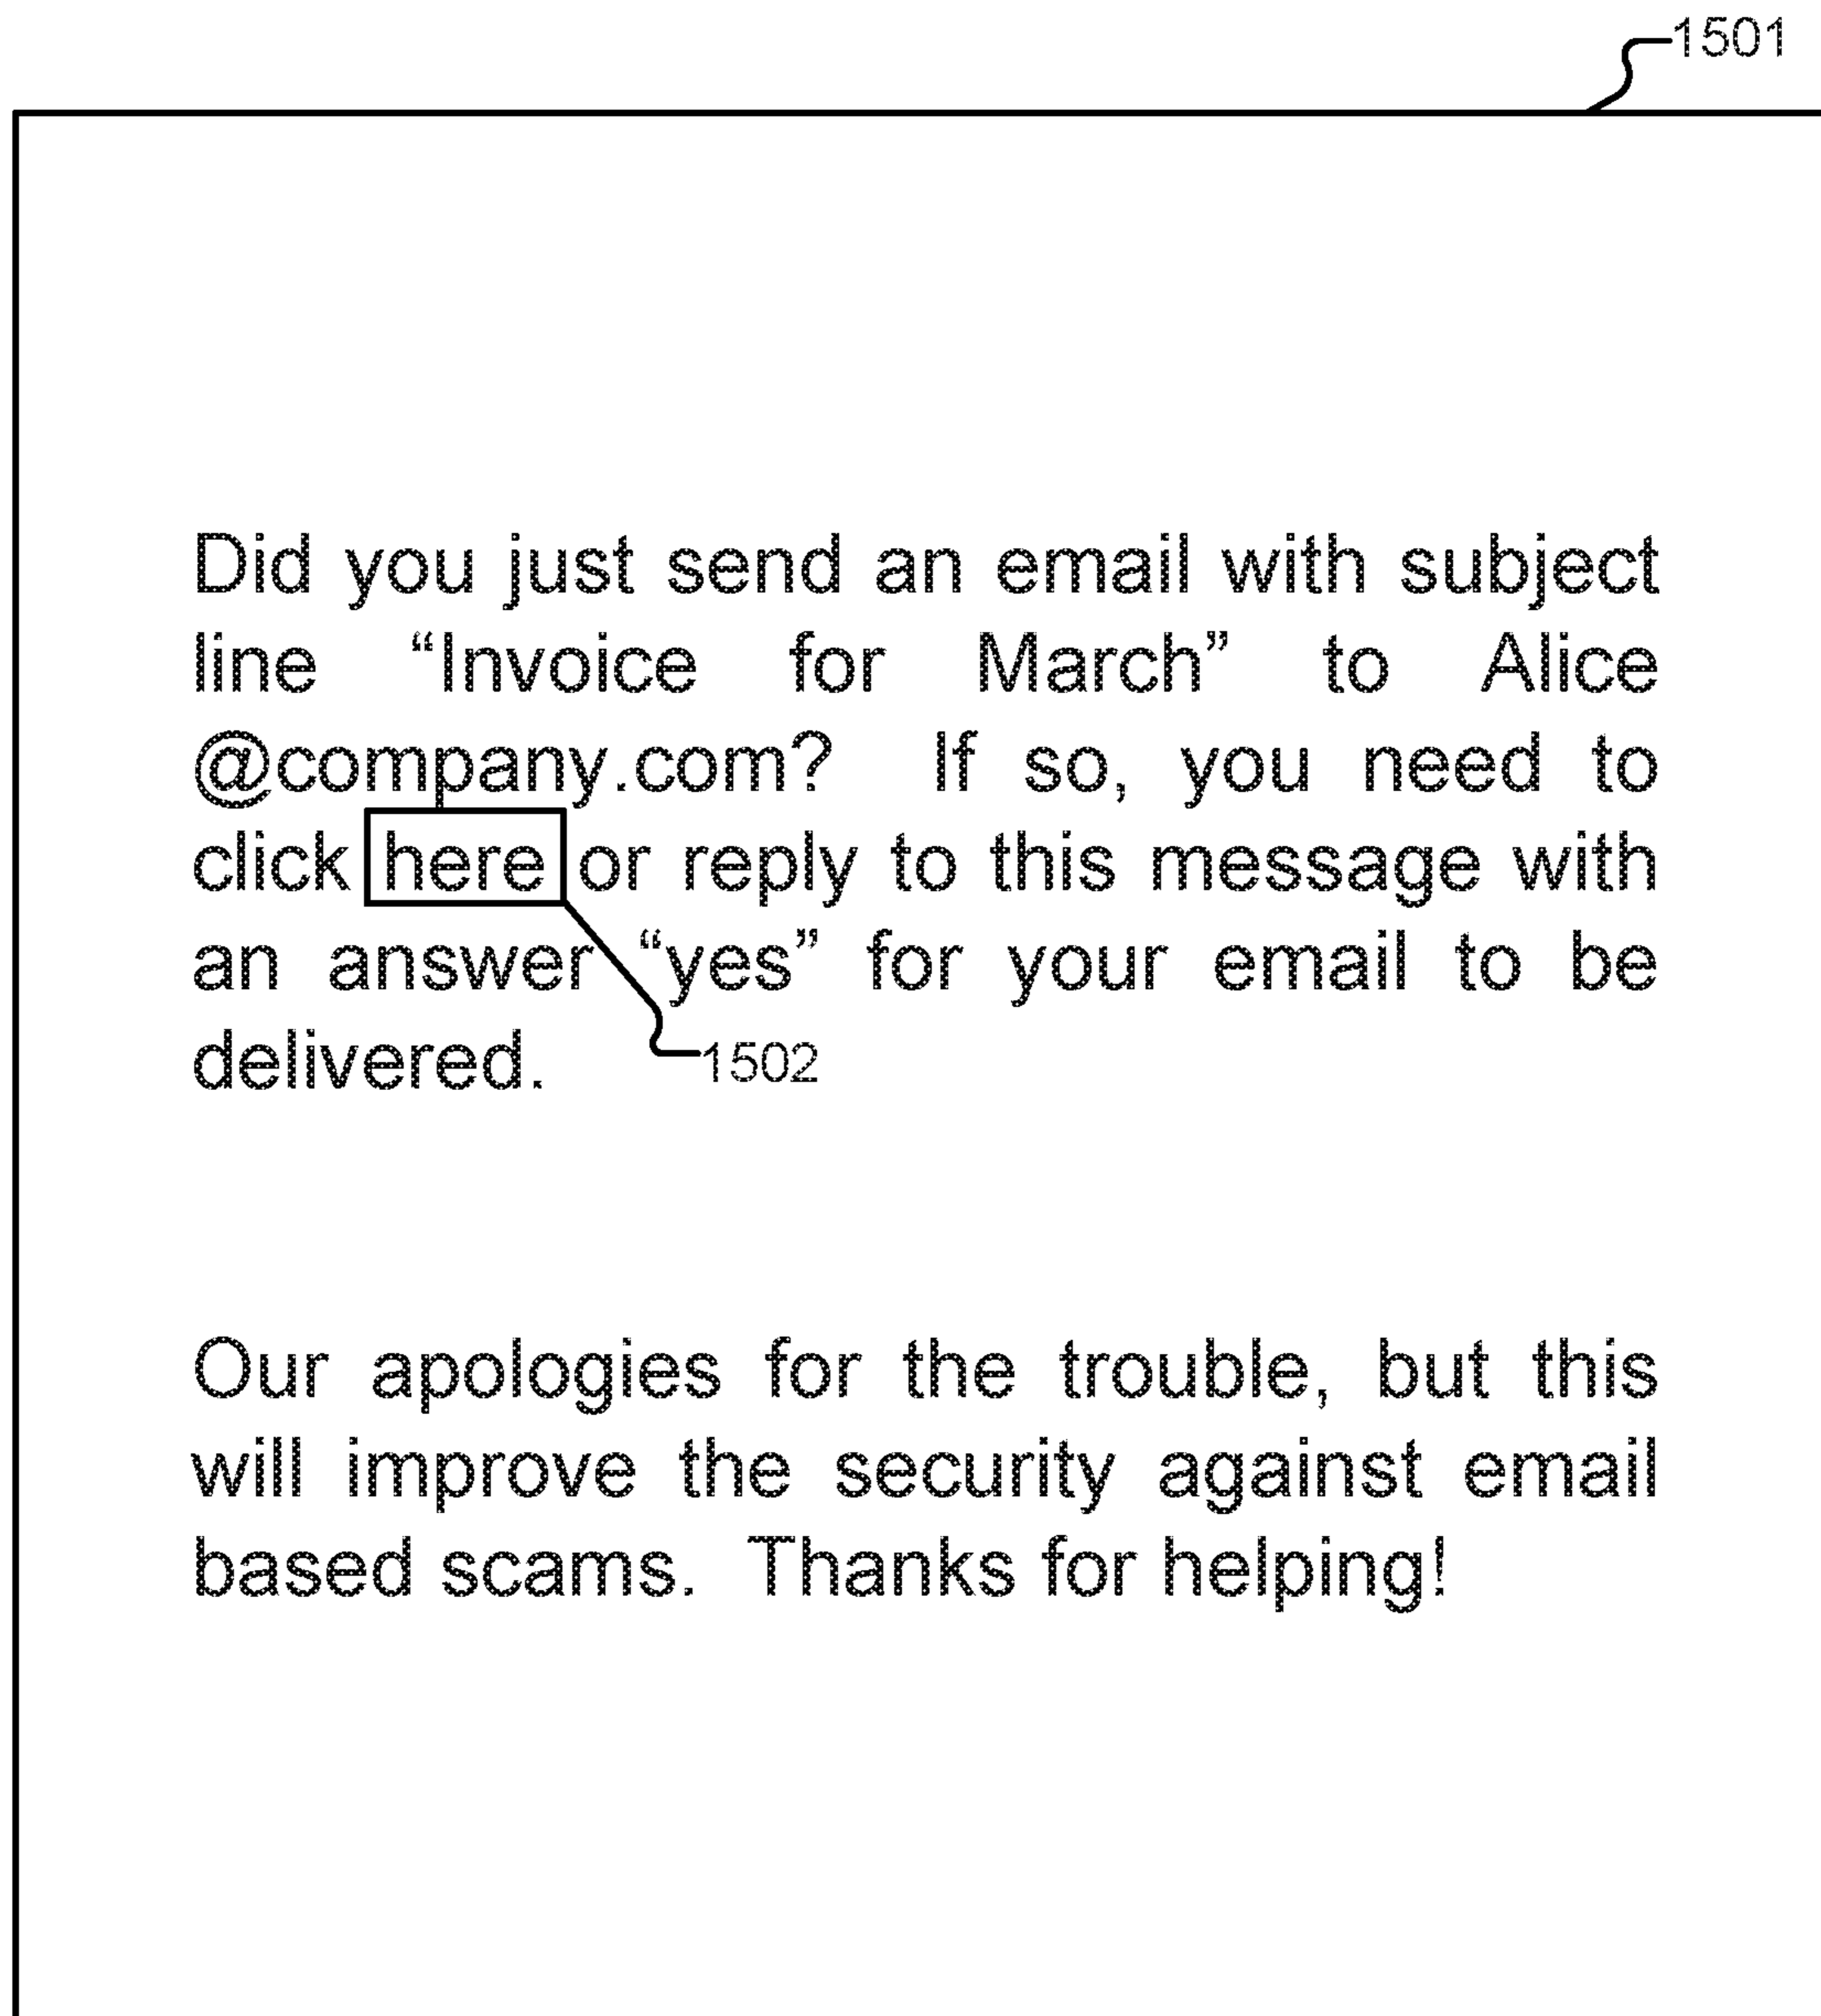 1501
Did you just send an email with subject
line “Invoice for March” to Alice
@company.com? If so, you need to
click here or reply to this message with
an answer “yes” for your email to be
delivered.
1502
Our apologies for the trouble, but this
will improve the security against email
based scams. Thanks for helping!